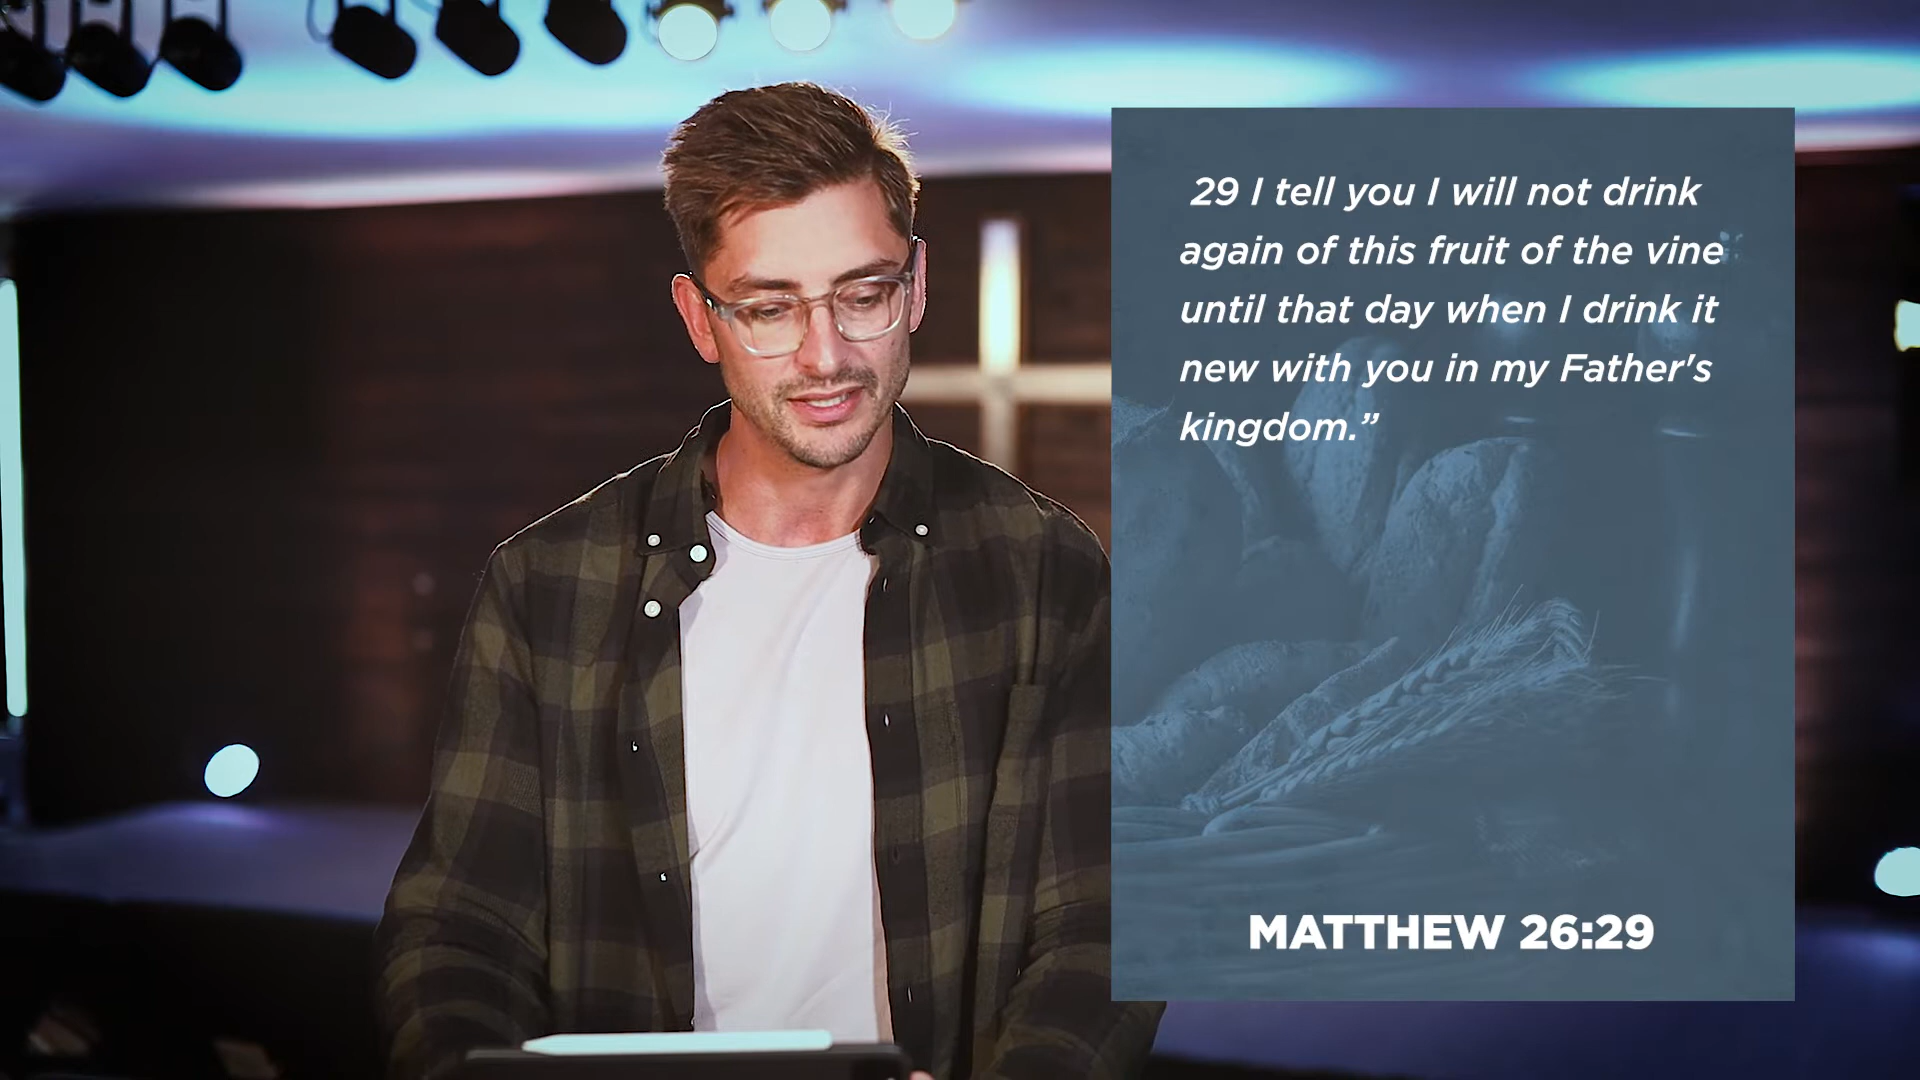 29 I tell you I will not drink
again of this fruit of the vine
until that day when I drink it
new with you in my Father's
kingdom.”
MATTHEW 26:29